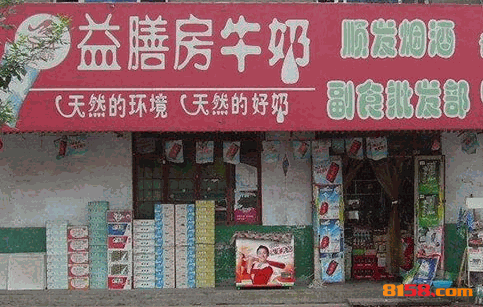 益膳房牛奶
天然的环境 天然的好奶
顺发烟酒
副食批发部
8158.com